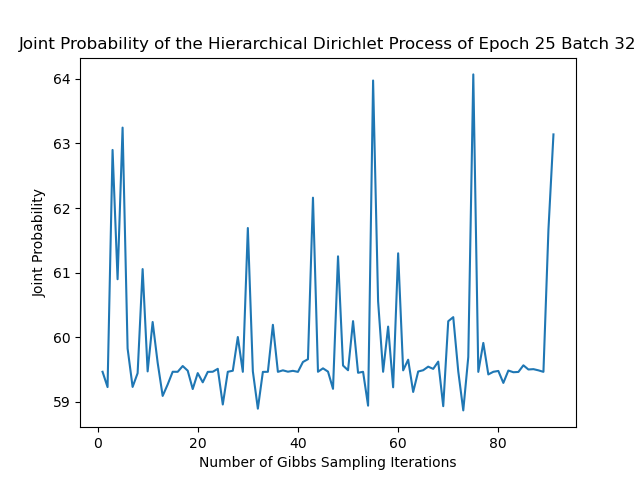 Joint Probability of the Hierarchical Dirichlet Process of Epoch 25 Batch 32
64
63
62
61
60
59
Joint Probability
0 20 40 60 80
Number of Gibbs Sampling Iterations